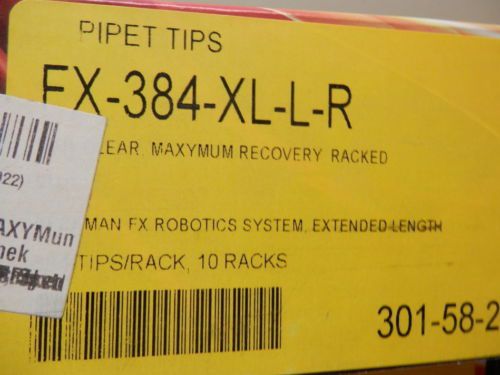 PIPET TIPS
FX-384-XL-L-R
LEAR, MAXYMUM RECOVERY RACKED
MAN FX ROBOTICS SYSTEM, EXTENDED LENGTH
TIPS/RACK, 10 RACKS
301-58-2
022)
AXYMun
nek